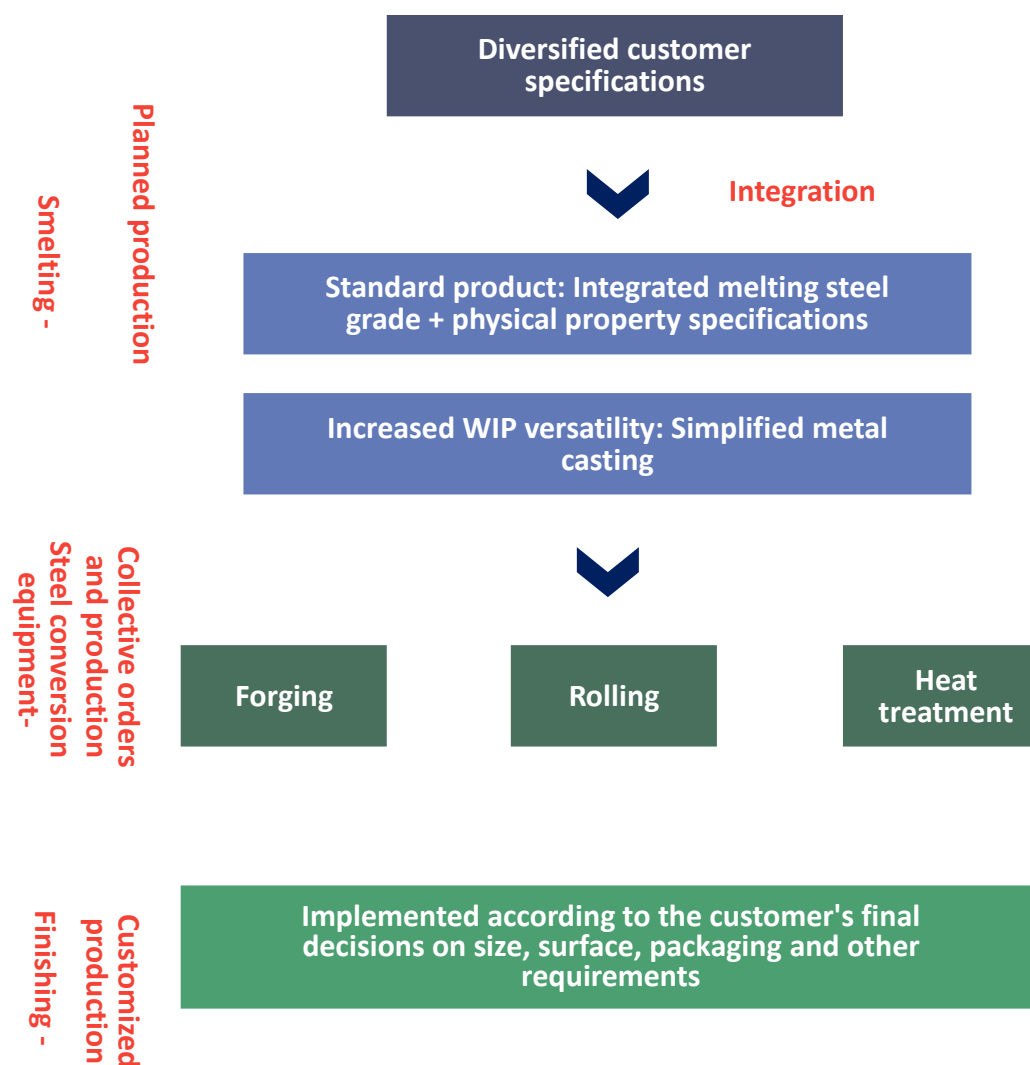 Diversified customer
specifications
Integration
Smelting -
Planned production
Standard product: Integrated melting steel
grade + physical property specifications
Increased WIP versatility: Simplified metal
casting
Steel conversion
equipment-
Collective orders
and production
Forging
Rolling
Heat
treatment
Finishing -
Customized
production
Implemented according to the customer's final
decisions on size, surface, packaging and other
requirements